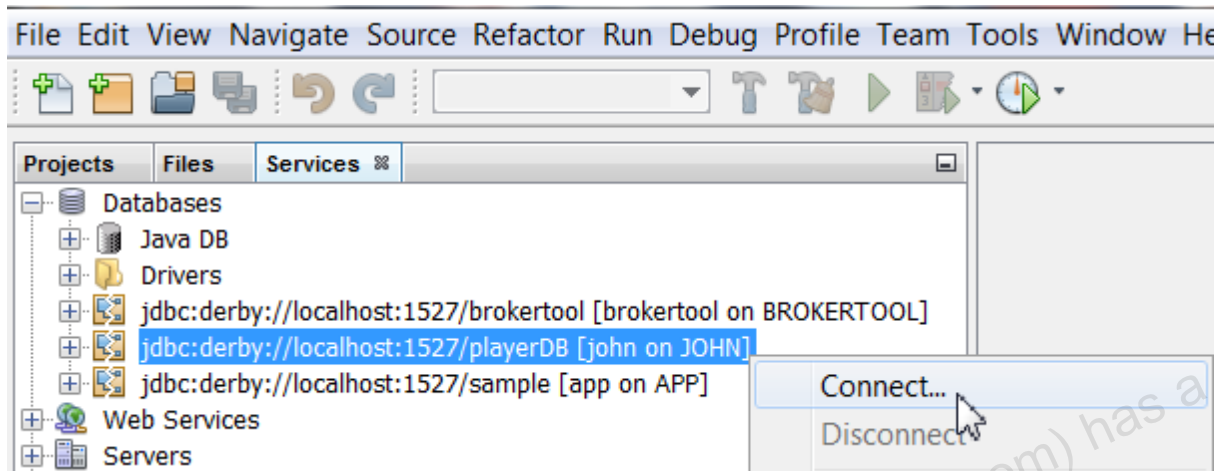 File Edit View Navigate Source Refactor Run Debug Profile Team Tools Window He
Projects Files Services
Databases
Java DB
Drivers
jdbc:derby://localhost:1527/brokertool [brokertool on BROKERTOOL]
jdbc:derby://localhost:1527/playerDB [john on JOHN]
jdbc:derby://localhost:1527/sample [app on APP]
Connect...
Web Services
Disconnect
Servers
om) has a